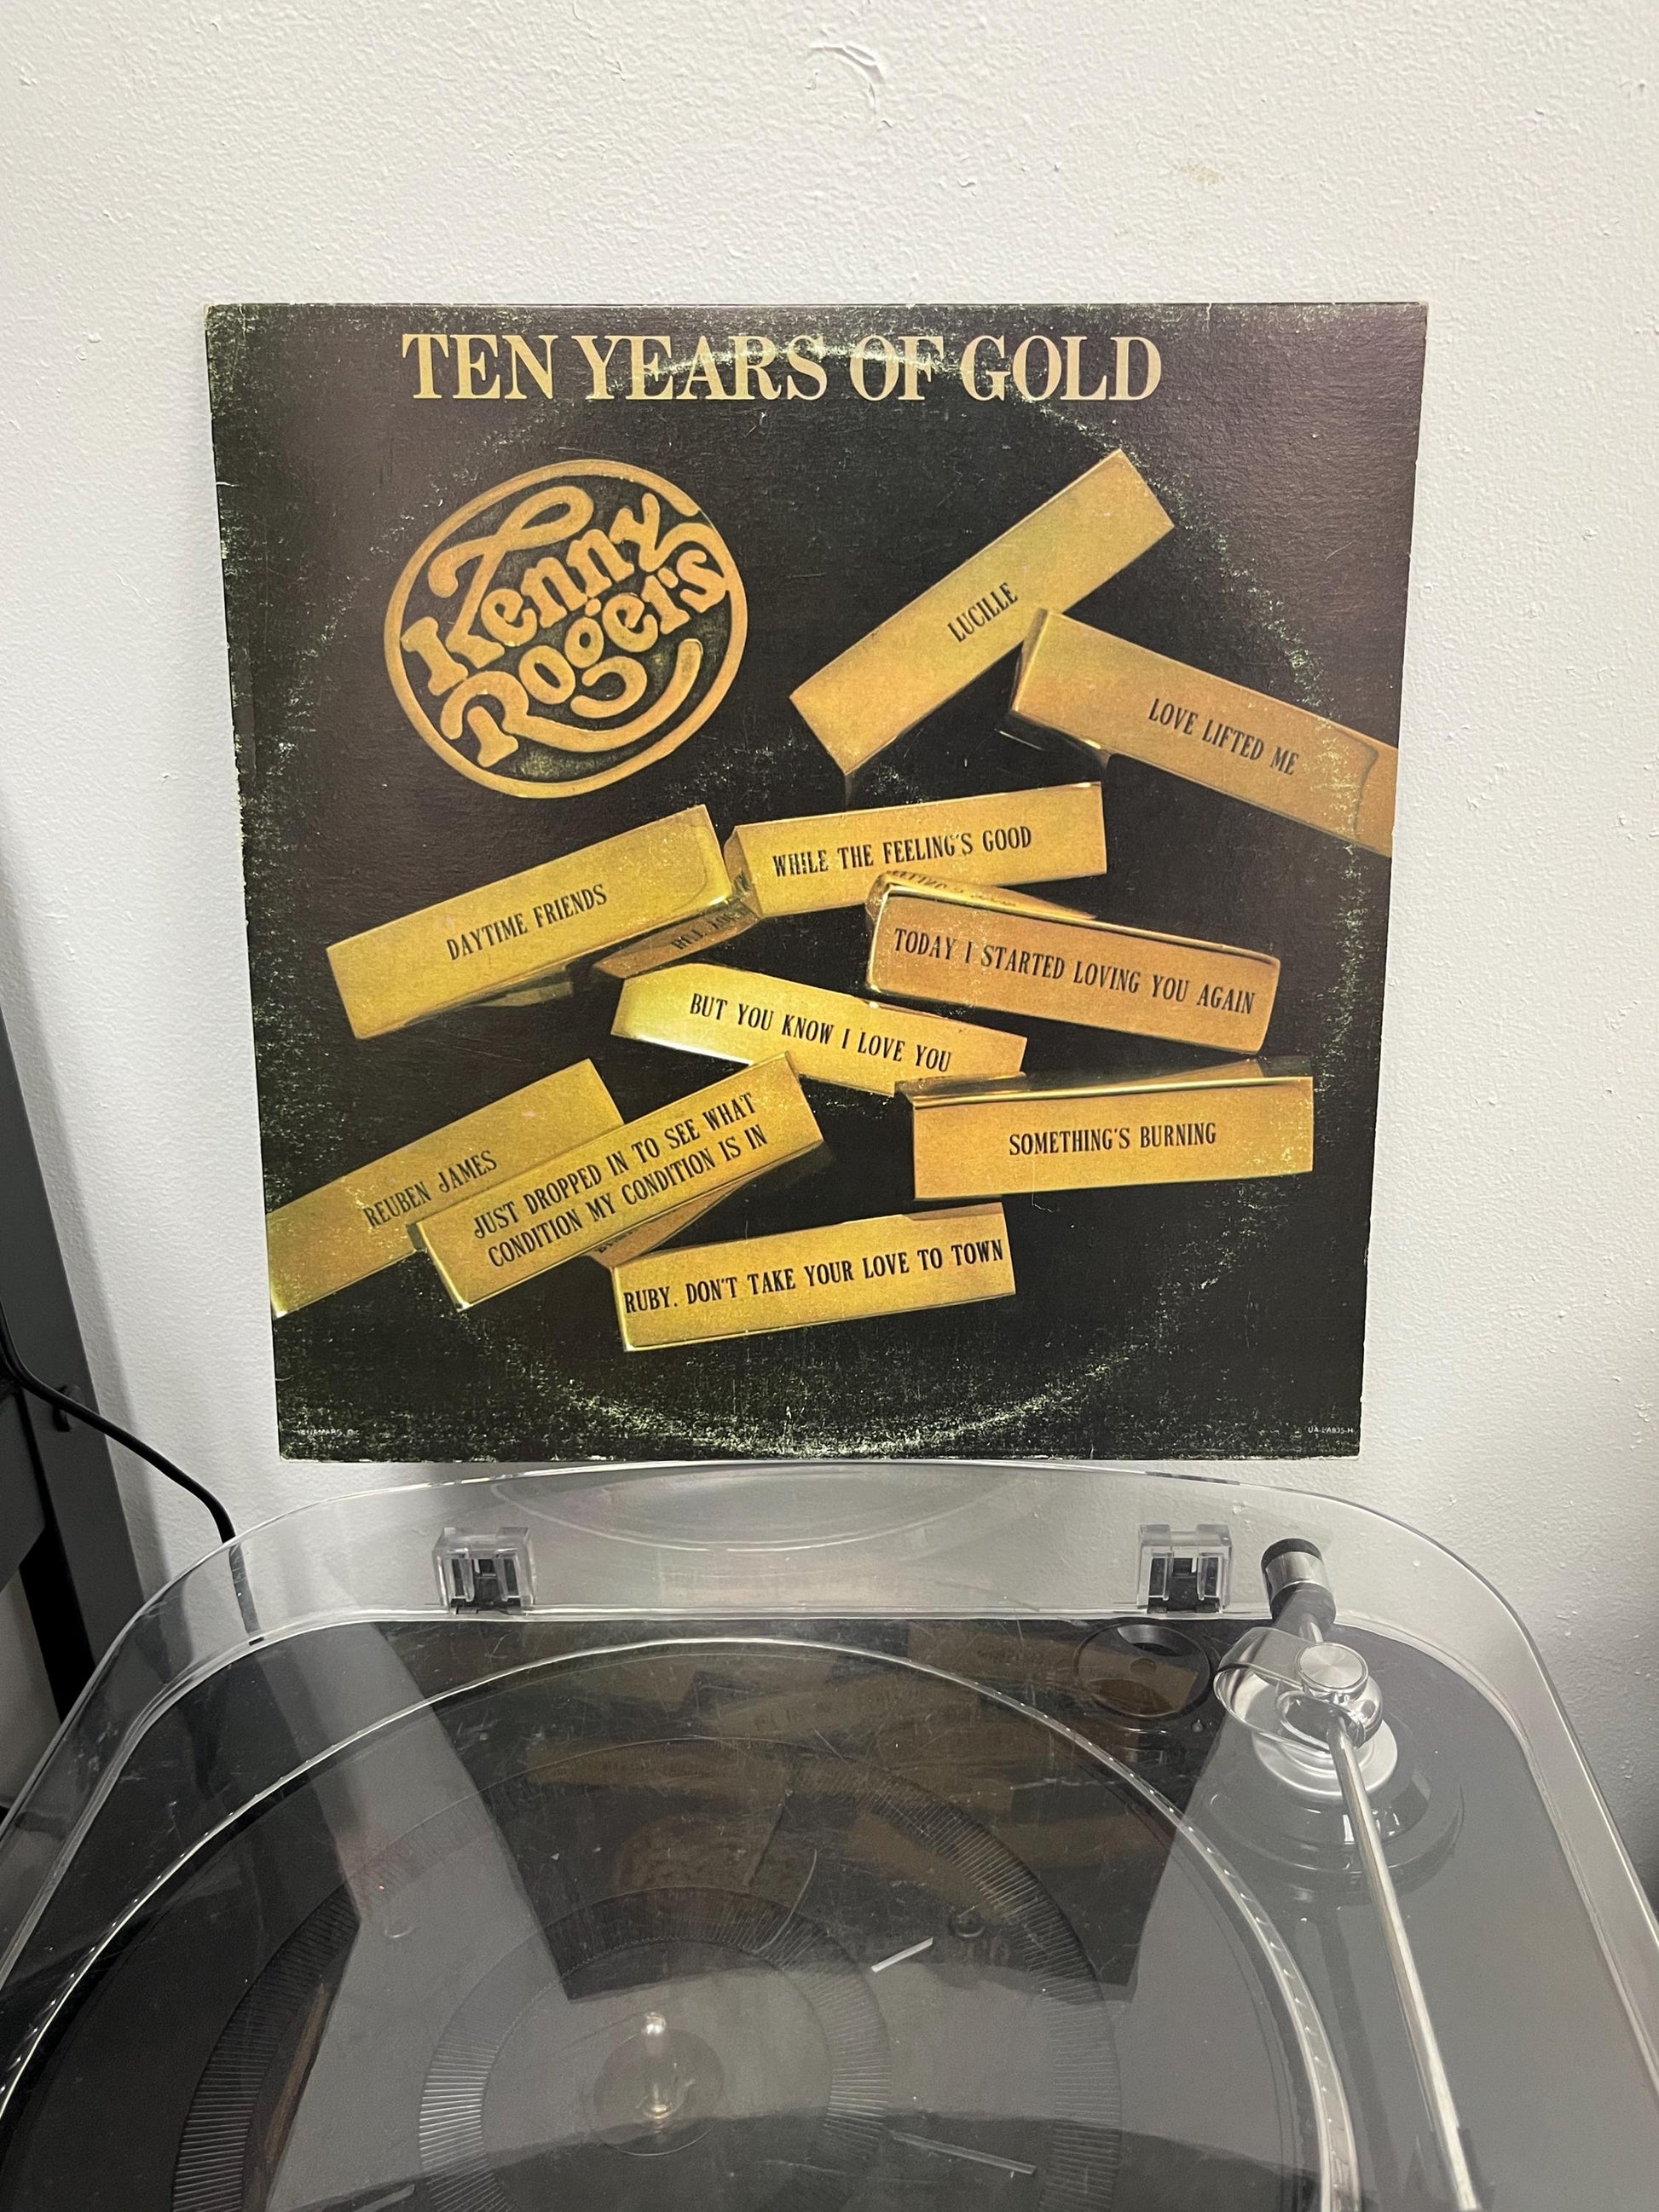 TEN YEARS OF GOLD
Kenny
Rogers
LUCILLE
LOVE LIFTED ME
WHILE THE FEELING'S GOOD
DAYTIME FRIENDS
TODAY I STARTED LOVING YOU AGAIN
BUT YOU KNOW I LOVE YOU
REUBEN JAMES
JUST DROPPED IN TO SEE WHAT
CONDITION MY CONDITION IS IN
SOMETHING'S BURNING
RUBY. DON'T TAKE YOUR LOVE TO TOWN
UA-LA835-H